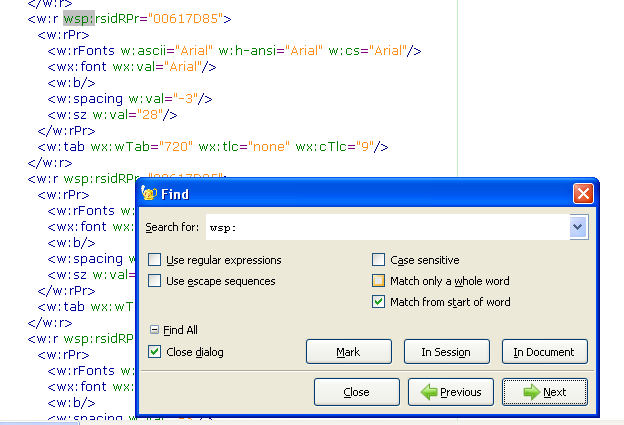 </w:r>
<w:r wsp:rsidRPr="00617D85">
<w:rPr>
<w:rFonts w:ascii="Arial" w:h-ansi="Arial" w:cs="Arial"/>
<wx:font wx:val="Arial"/>
<w:b/>
<w:spacing w:val="-3"/>
<w:sz w:val="28"/>
</w:rPr>
<w:tab wx:wTab="720" wx:tlc="none" wx:cTlc="9"/>
</w:r>
<w:r wsp:rsidRPr="00617D85">
<w:rPr>
<w:rFonts w:
<wx:font wx
<w:b/>
<w:spacing w
<w:sz w:val=
</w:rPr>
<w:tab wx:wT
</w:r>
<w:r wsp:rsid
<w:rPr>
<w:rFonts w:
<wx:font wx
<w:b/>
<w:spacing w:val="-3"/>
Find
Search for: wsp:
Use regular expressions
Case sensitive
Use escape sequences
Match only a whole word
Match from start of word
Find All
Close dialog
Mark
In Session
In Document
Close
Previous
Next